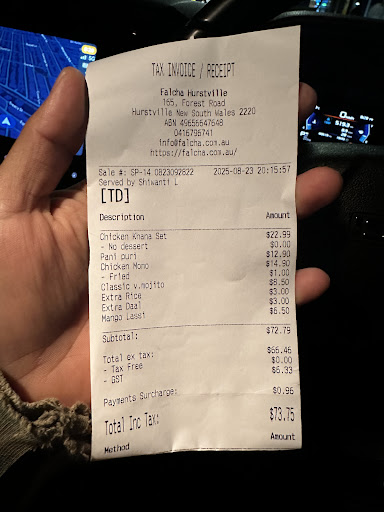 TAX INVOICE / RECEIPT
Falcha Hurstville
165, Forest Road
Hurstville New South Wales 2220
ABN 49656647648
0416796741
info@falcha.com.au
https://falcha.com.au/
Sale #: SP-14 0823092822 2025-08-23 20:15:57
Served by Shiwanti L
[TD]
Description Amount
Chicken Khana Set $22.99
- No dessert $0.00
Pani puri $12.90
Chicken Momo $14.90
- Fried $1.00
Classic v.mojito $8.50
Extra Rice $3.00
Extra Daal $3.00
Mango Lassi $6.50
Subtotal: $72.79
Total ex tax: $66.46
- Tax Free $0.00
- GST $6.33
Payments Surcharge: $0.96
Total Inc Tax: $73.75
Method Amount